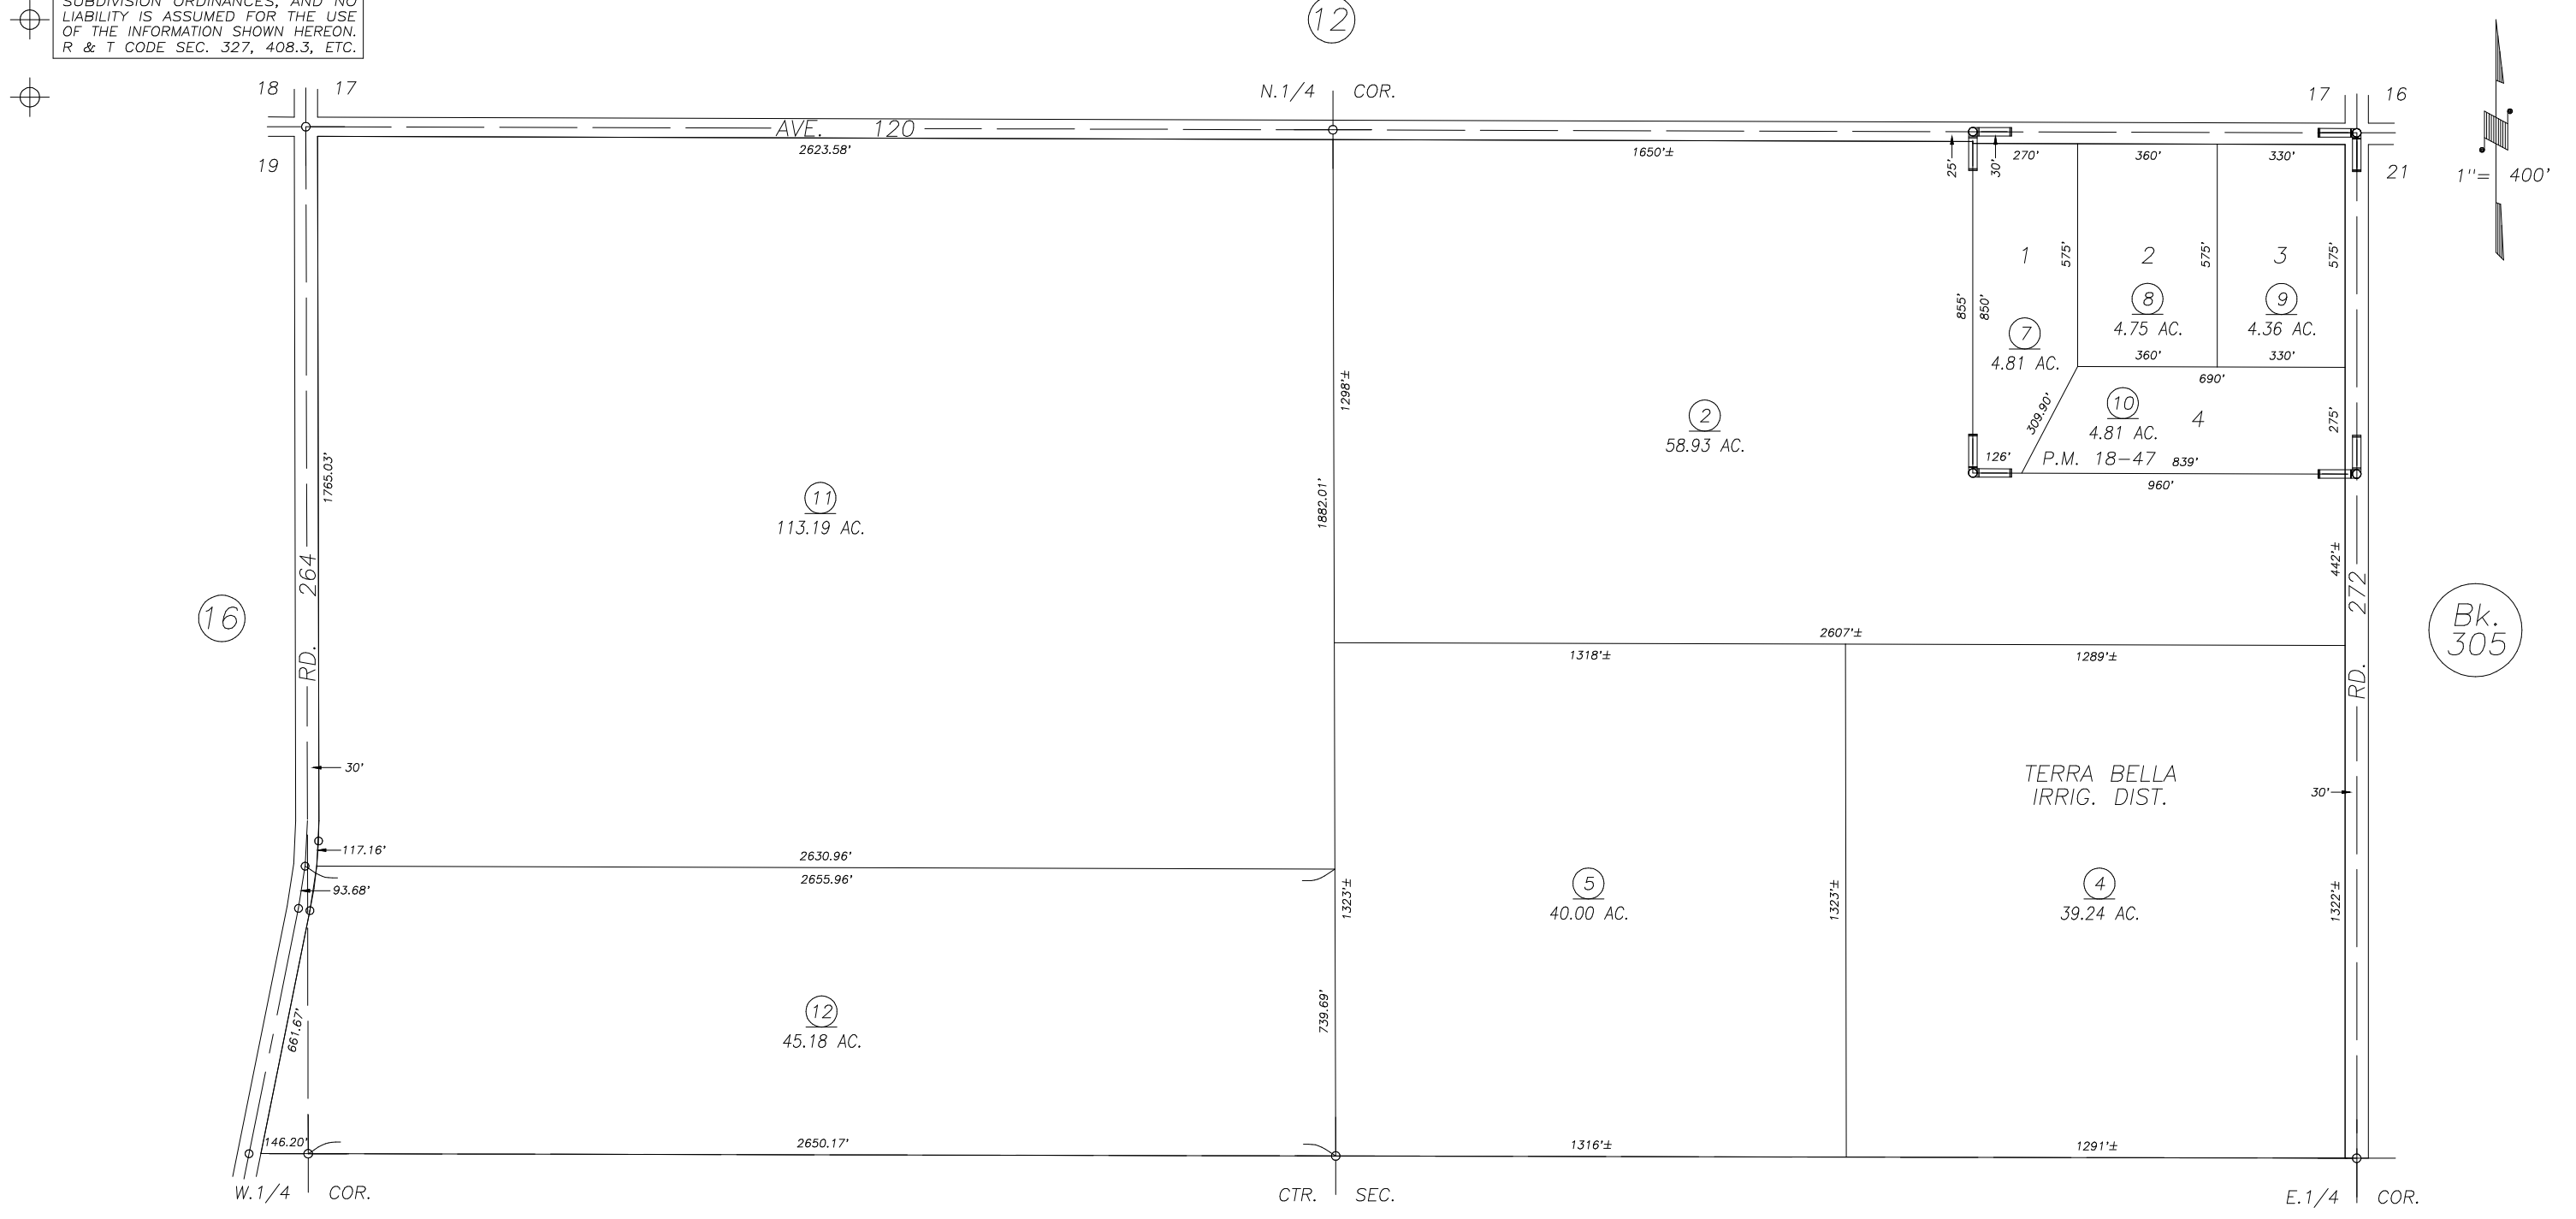 SUBDIVISION ORDINANCES, AND NO
LIABILITY IS ASSUMED FOR THE USE
OF THE INFORMATION SHOWN HEREON.
R & T CODE SEC. 327, 408.3, ETC.
12
18 17
N.1/4 COR.
17 16
AVE. 120
19
2623.58'
1650'±
25'
30'
270'
360'
330'
21
1"= 400'
1
575'
2
575'
3
575'
855'
850'
8
4.75 AC.
9
4.36 AC.
7
4.81 AC.
360'
330'
690'
1298'±
2
58.93 AC.
309.90'
10
4.81 AC.
4
275'
126'
P.M. 18-47
839'
960'
1765.03'
11
113.19 AC.
1882.01'
442'±
RD. 264
RD. 272
16
Bk.
305
2607'±
1318'±
1289'±
30'
TERRA BELLA
IRRIG. DIST.
30'
117.16'
2630.96'
2655.96'
93.68'
1323'±
5
40.00 AC.
1323'±
4
39.24 AC.
1322'±
661.67'
12
45.18 AC.
739.69'
146.20'
2650.17'
1316'±
1291'±
W.1/4 COR.
CTR. SEC.
E.1/4 COR.